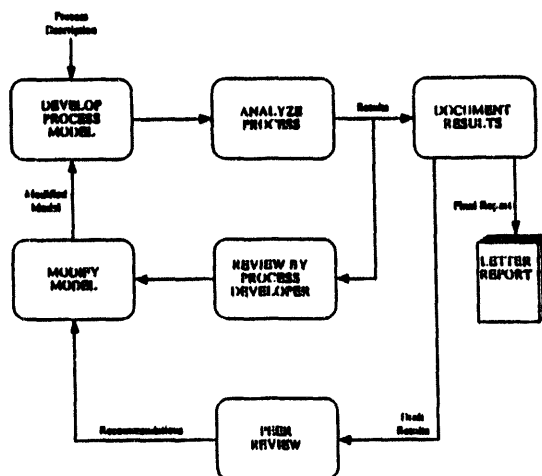 Process
Description
DEVELOP
PROCESS
MODEL
ANALYZE
PROCESS
Results
DOCUMENT
RESULTS
Modified
Model
Final Report
LETTER
REPORT
MODIFY
MODEL
REVIEW BY
PROCESS
DEVELOPER
Recommendations
PEER
REVIEW
Results